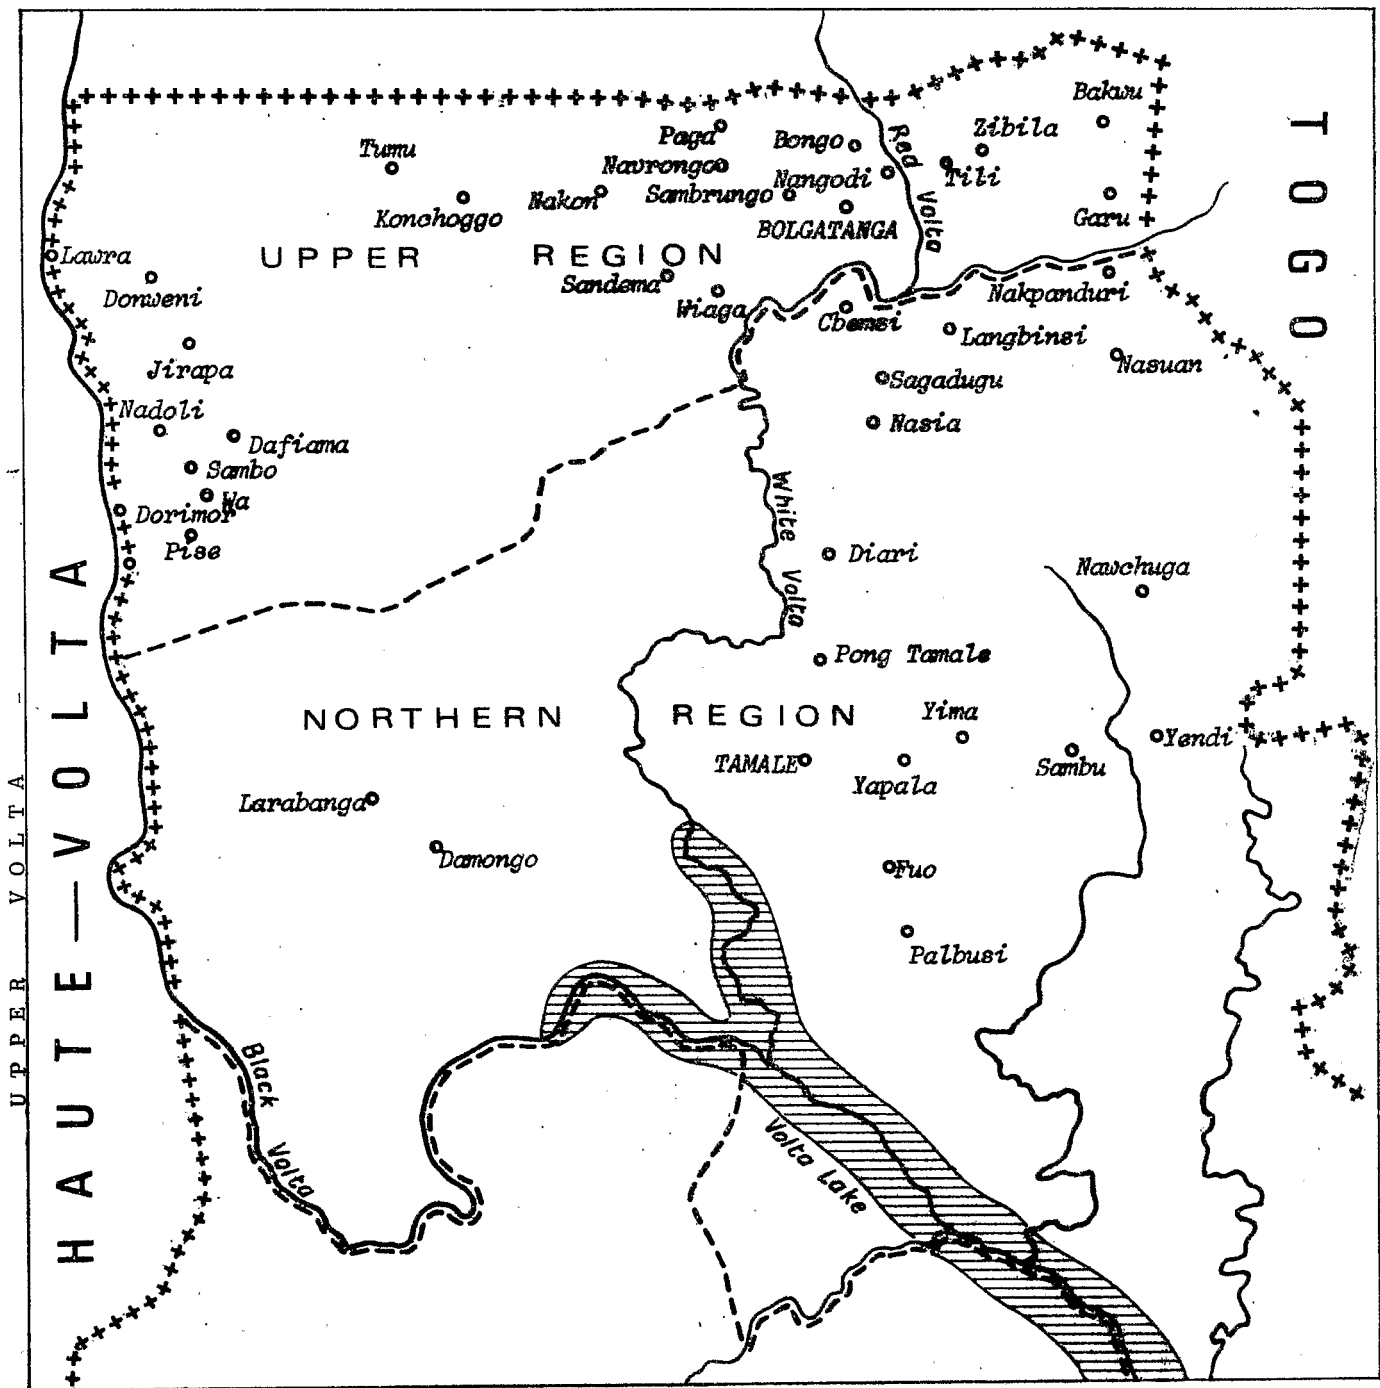 Bakwu
Paga
Bongo
Red Volta
Zibila
Tumu
Navrongo
Nangodi
Tili
Konchoggo
Nakon
Sambrungo
Garu
BOLGATANGA
Lawra
UPPER REGION
Donweni
Sandema
Wiaga
Nakpanduri
Cbemsi
Langbinsi
Jirapa
Nasuan
Sagadugu
Nadoli
Nasia
Dafiama
Sambo
Wa
Dorimor
Pise
White Volta
Diari
Nawchuga
Pong Tamale
NORTHERN REGION
Yima
Yendi
TAMALE
Yapala
Sambu
Larabanga
Damongo
Fuo
Palbusi
Black Volta
Volta Lake
TOGO
HAUTE-VOLTA
UPPER VOLTA